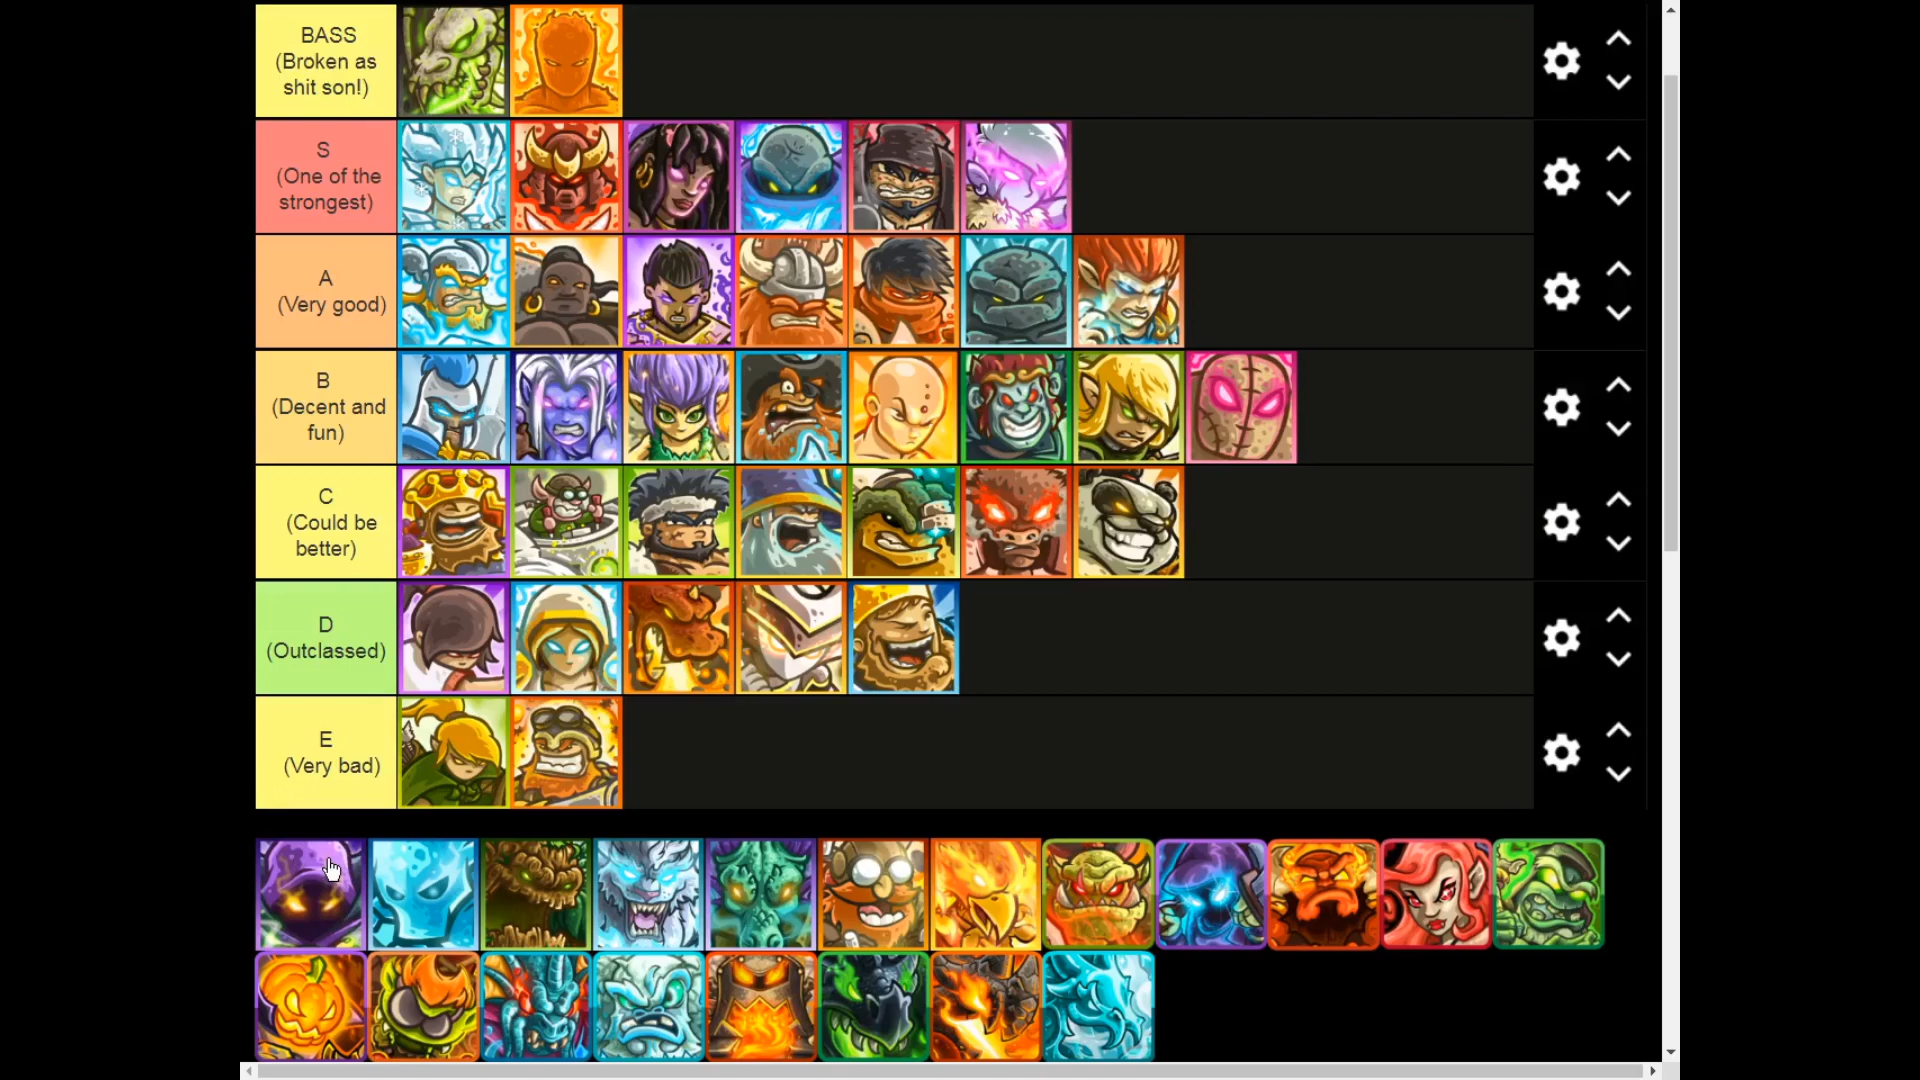 BASS
(Broken as
shit son!)
S
(One of the
strongest)
A
(Very good)
B
(Decent and
fun)
C
(Could be
better)
D
(Outclassed)
E
(Very bad)